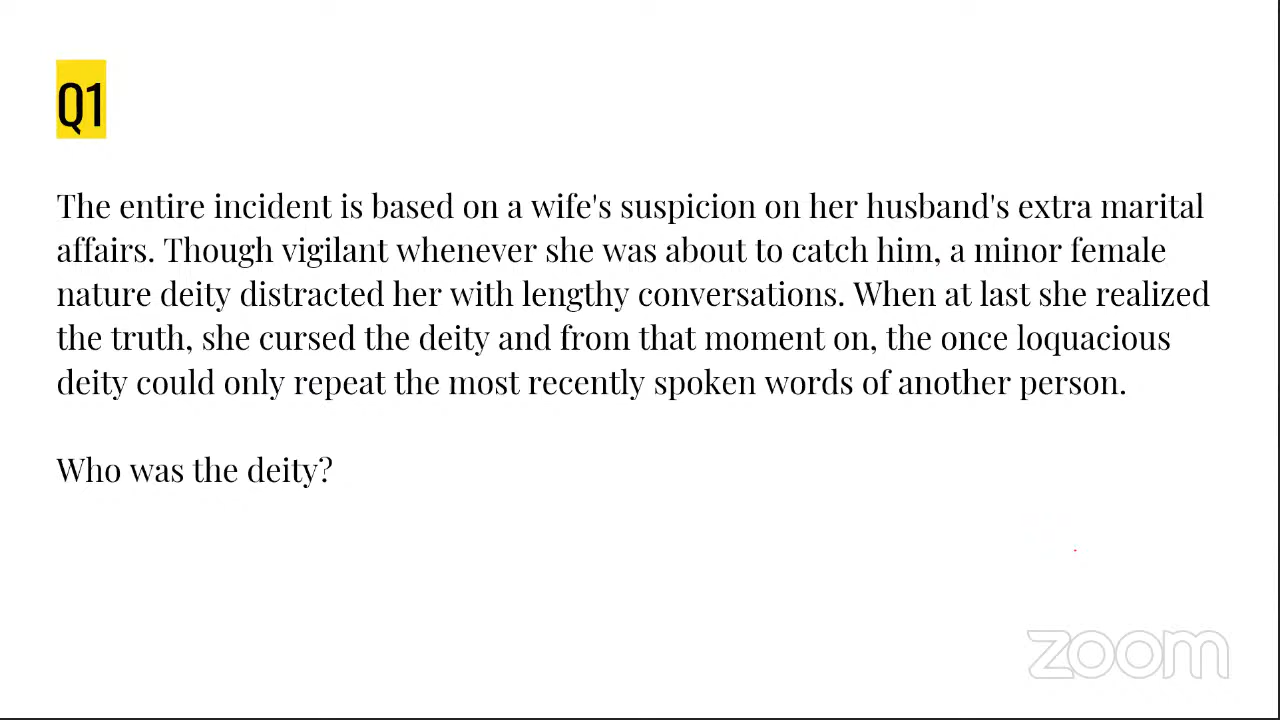 Q1
The entire incident is based on a wife's suspicion on her husband's extra marital
affairs. Though vigilant whenever she was about to catch him, a minor female
nature deity distracted her with lengthy conversations. When at last she realized
the truth, she cursed the deity and from that moment on, the once loquacious
deity could only repeat the most recently spoken words of another person.
Who was the deity?
zoom